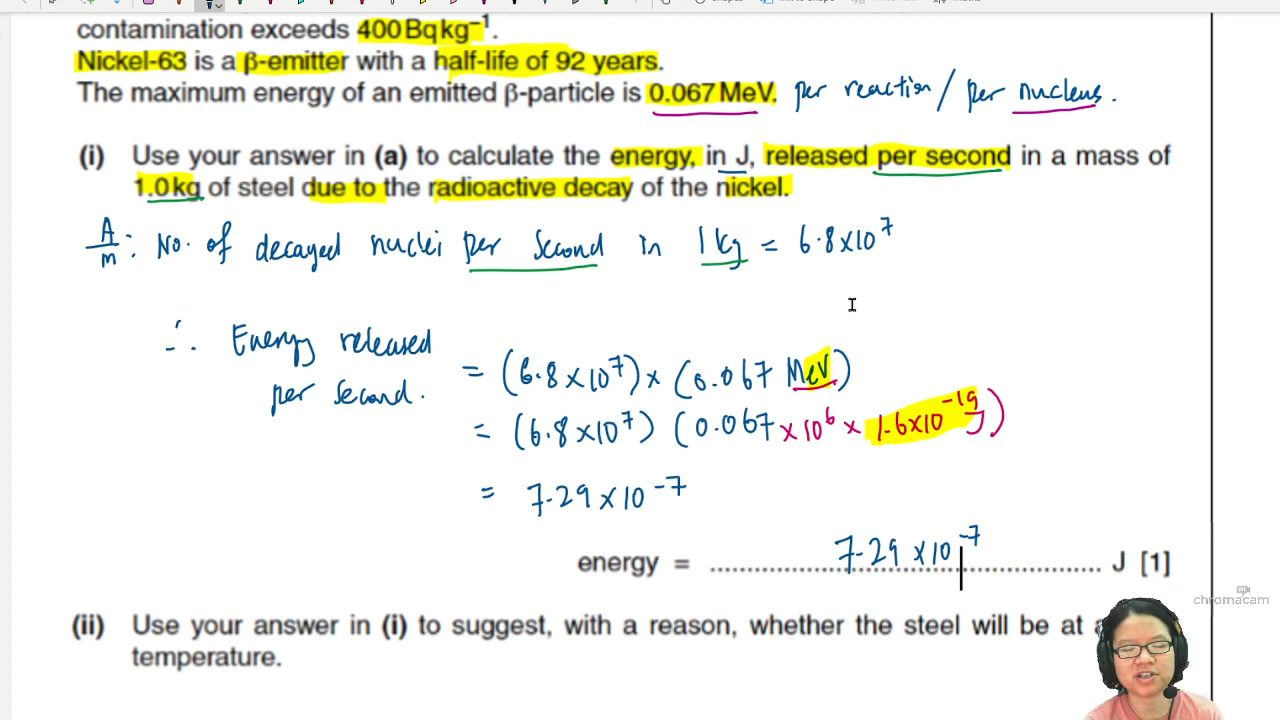 contamination exceeds 400 Bq kg⁻¹.
Nickel-63 is a β-emitter with a half-life of 92 years.
The maximum energy of an emitted β-particle is 0.067 MeV. per reaction / per nucleus.
(i) Use your answer in (a) to calculate the energy, in J, released per second in a mass of
1.0 kg of steel due to the radioactive decay of the nickel.
A/m : No. of decayed nuclei per second in 1 kg = 6.8 × 10⁷
∴ Energy released
per second.
= (6.8 × 10⁷) × (0.067 MeV)
= (6.8 × 10⁷) (0.067 × 10⁶ × 1.6 × 10⁻¹⁹ J)
= 7.29 × 10⁻⁷
7.29 × 10⁻⁷
energy = ........................................ J [1]
chromacam
(ii) Use your answer in (i) to suggest, with a reason, whether the steel will be at
temperature.